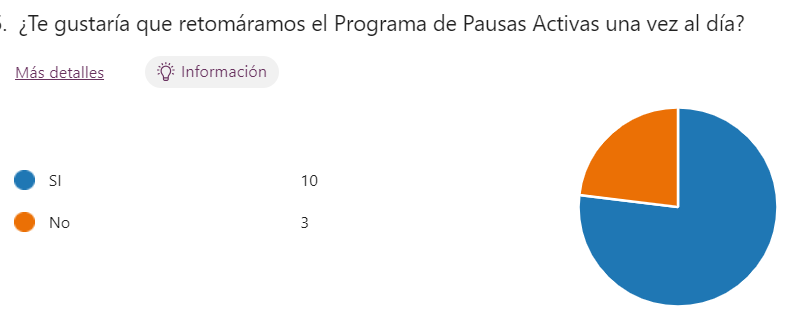 . ¿Te gustaría que retomáramos el Programa de Pausas Activas una vez al día?
Más detalles
Información
SI 10
No 3